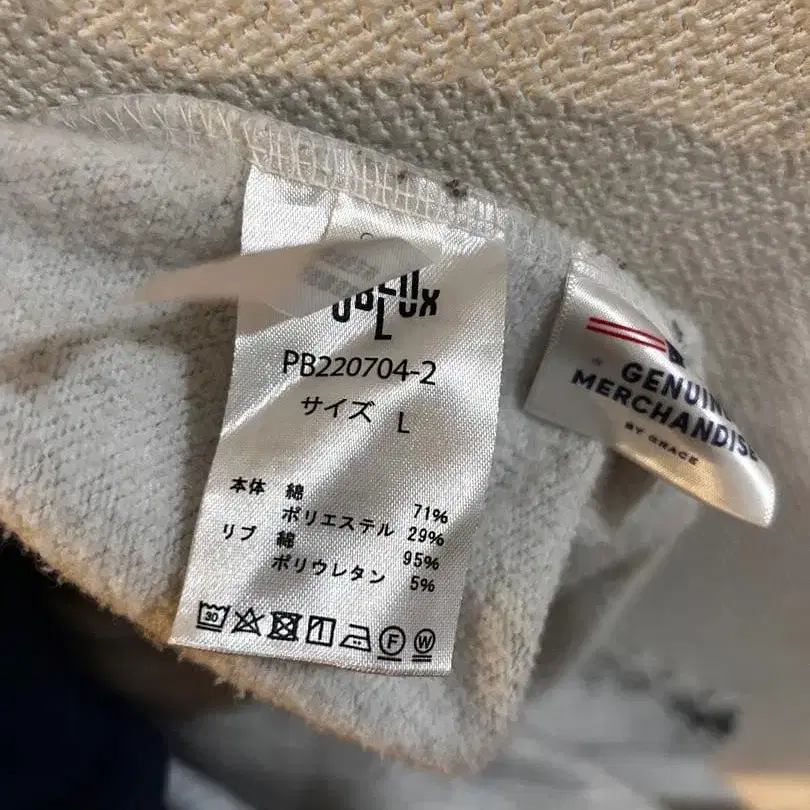 PB220704-2
サイズ L
本体 綿 71%
ポリエステル 29%
リブ 綿 95%
ポリウレタン 5%
30
F
W
GENUINE
MERCHANDISE
BY GRACE